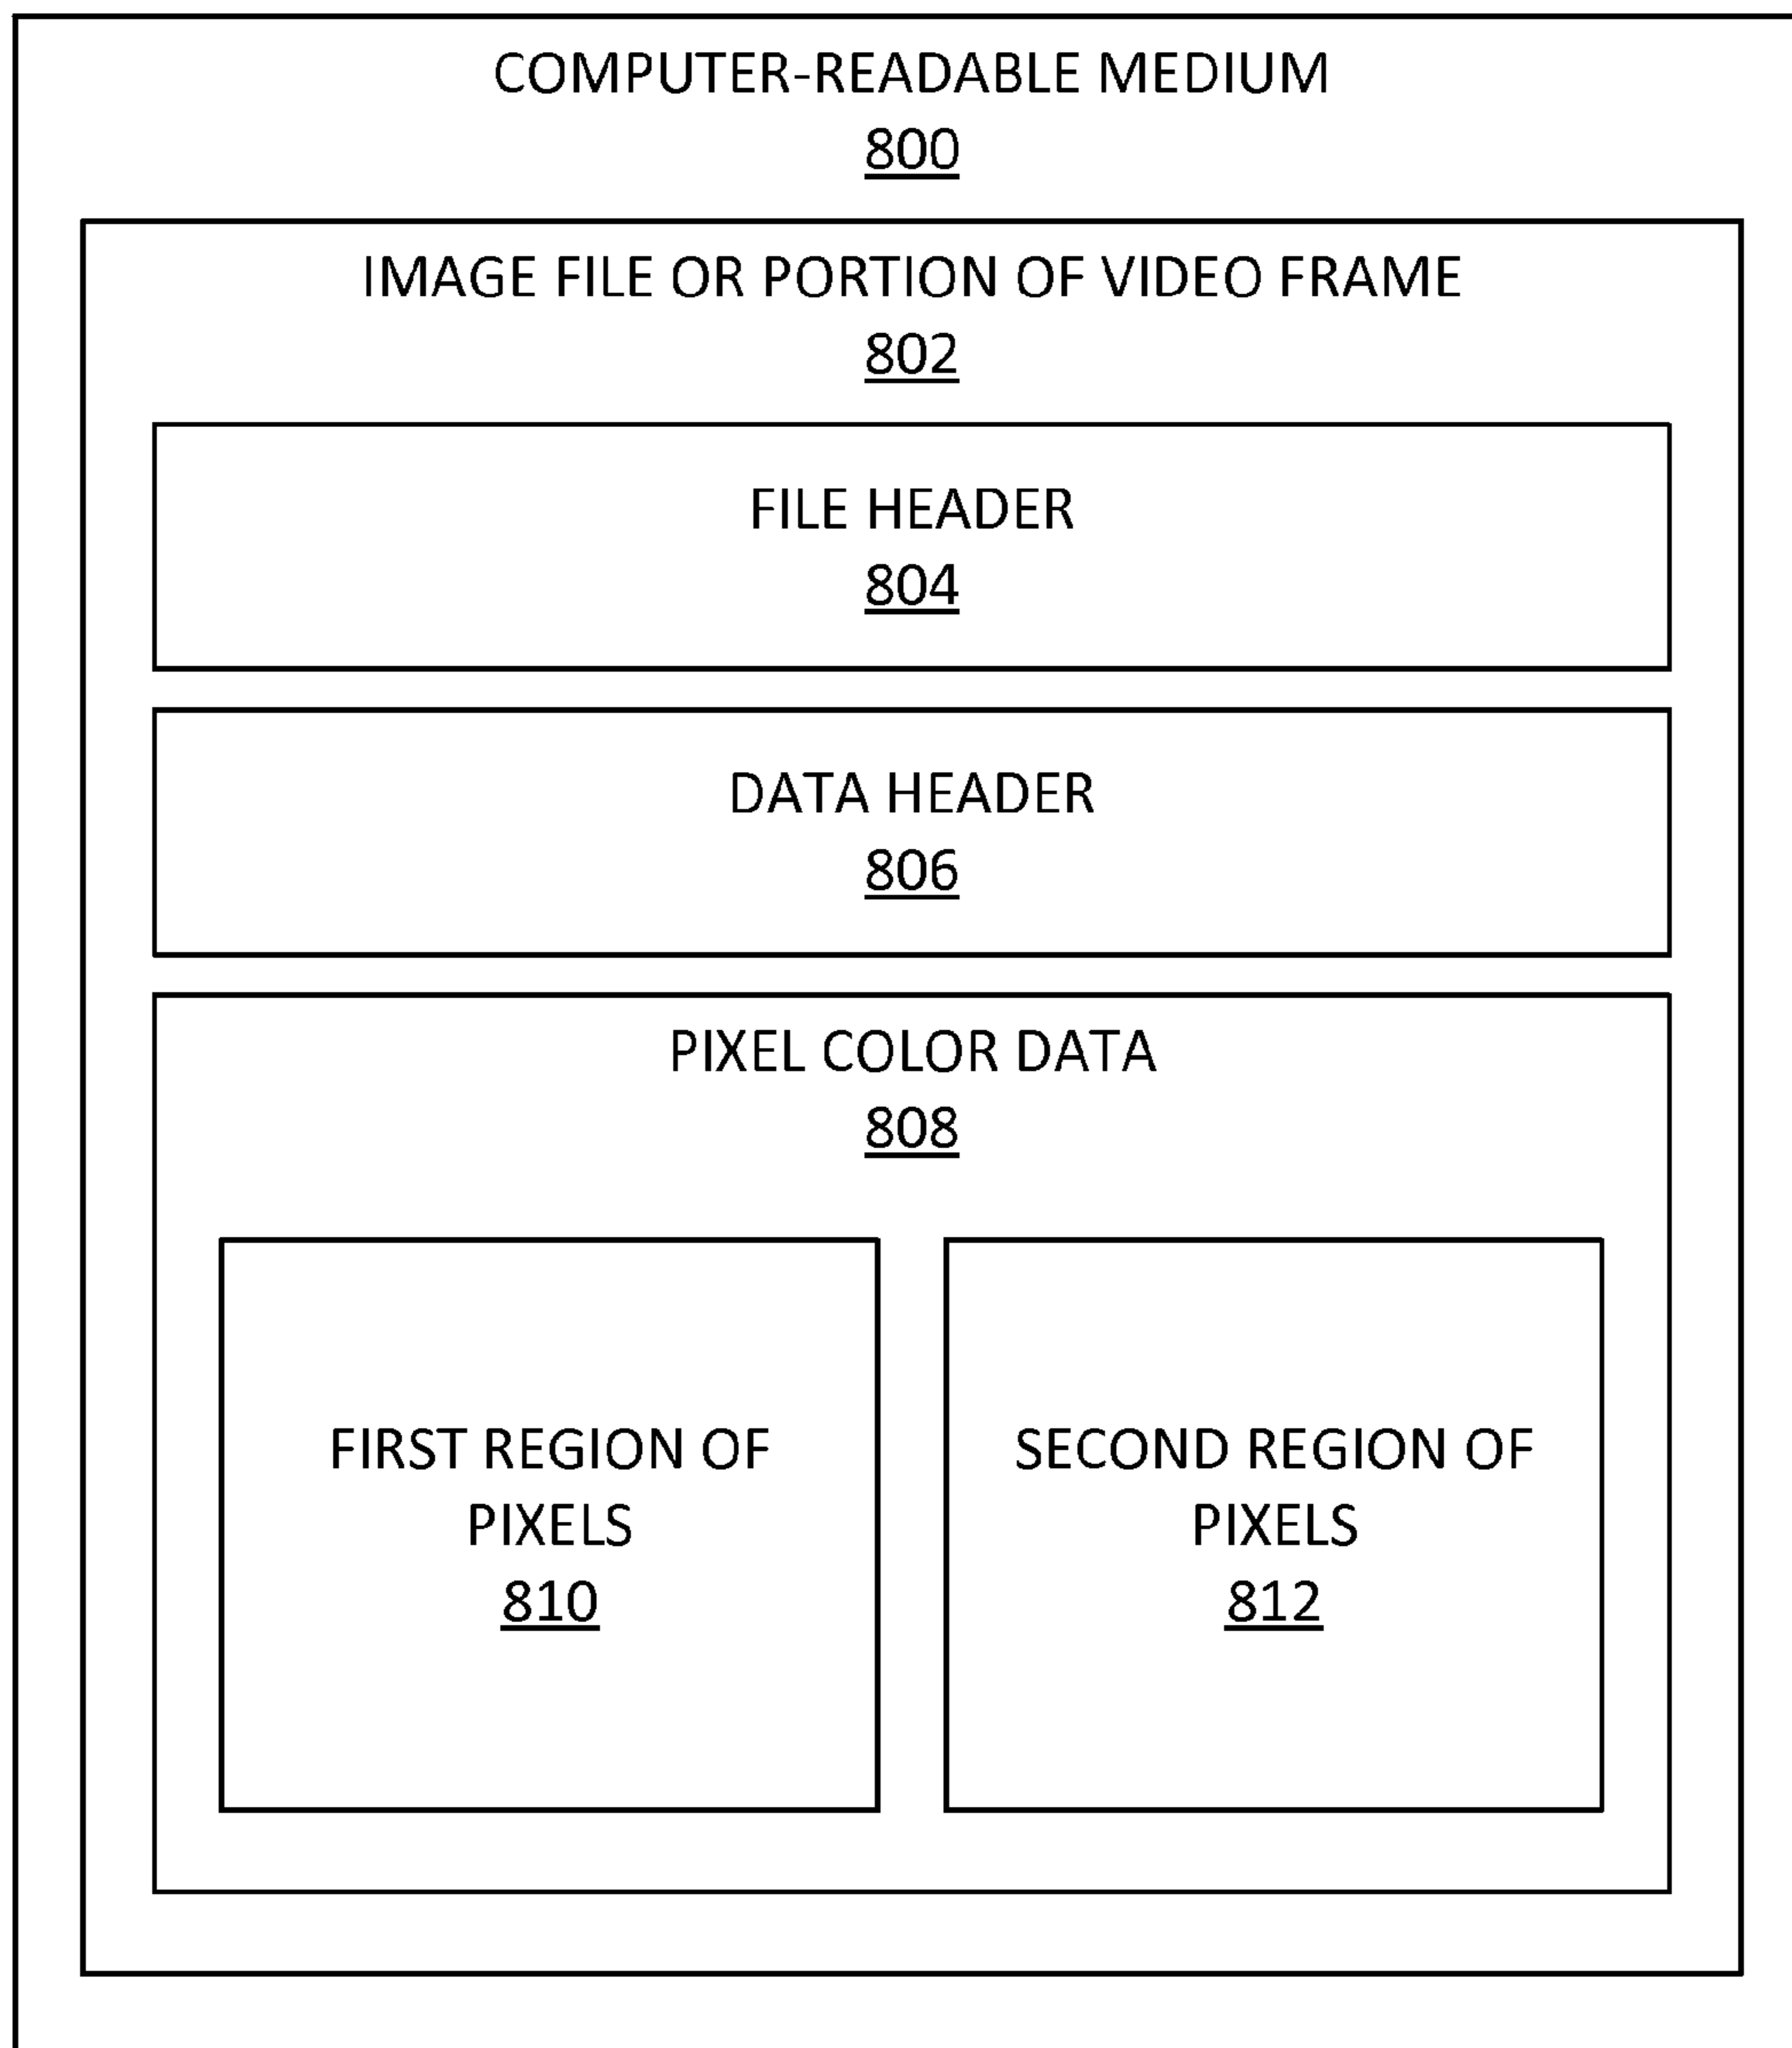 COMPUTER-READABLE MEDIUM
800
IMAGE FILE OR PORTION OF VIDEO FRAME
802
FILE HEADER
804
DATA HEADER
806
PIXEL COLOR DATA
808
FIRST REGION OF
PIXELS
810
SECOND REGION OF
PIXELS
812